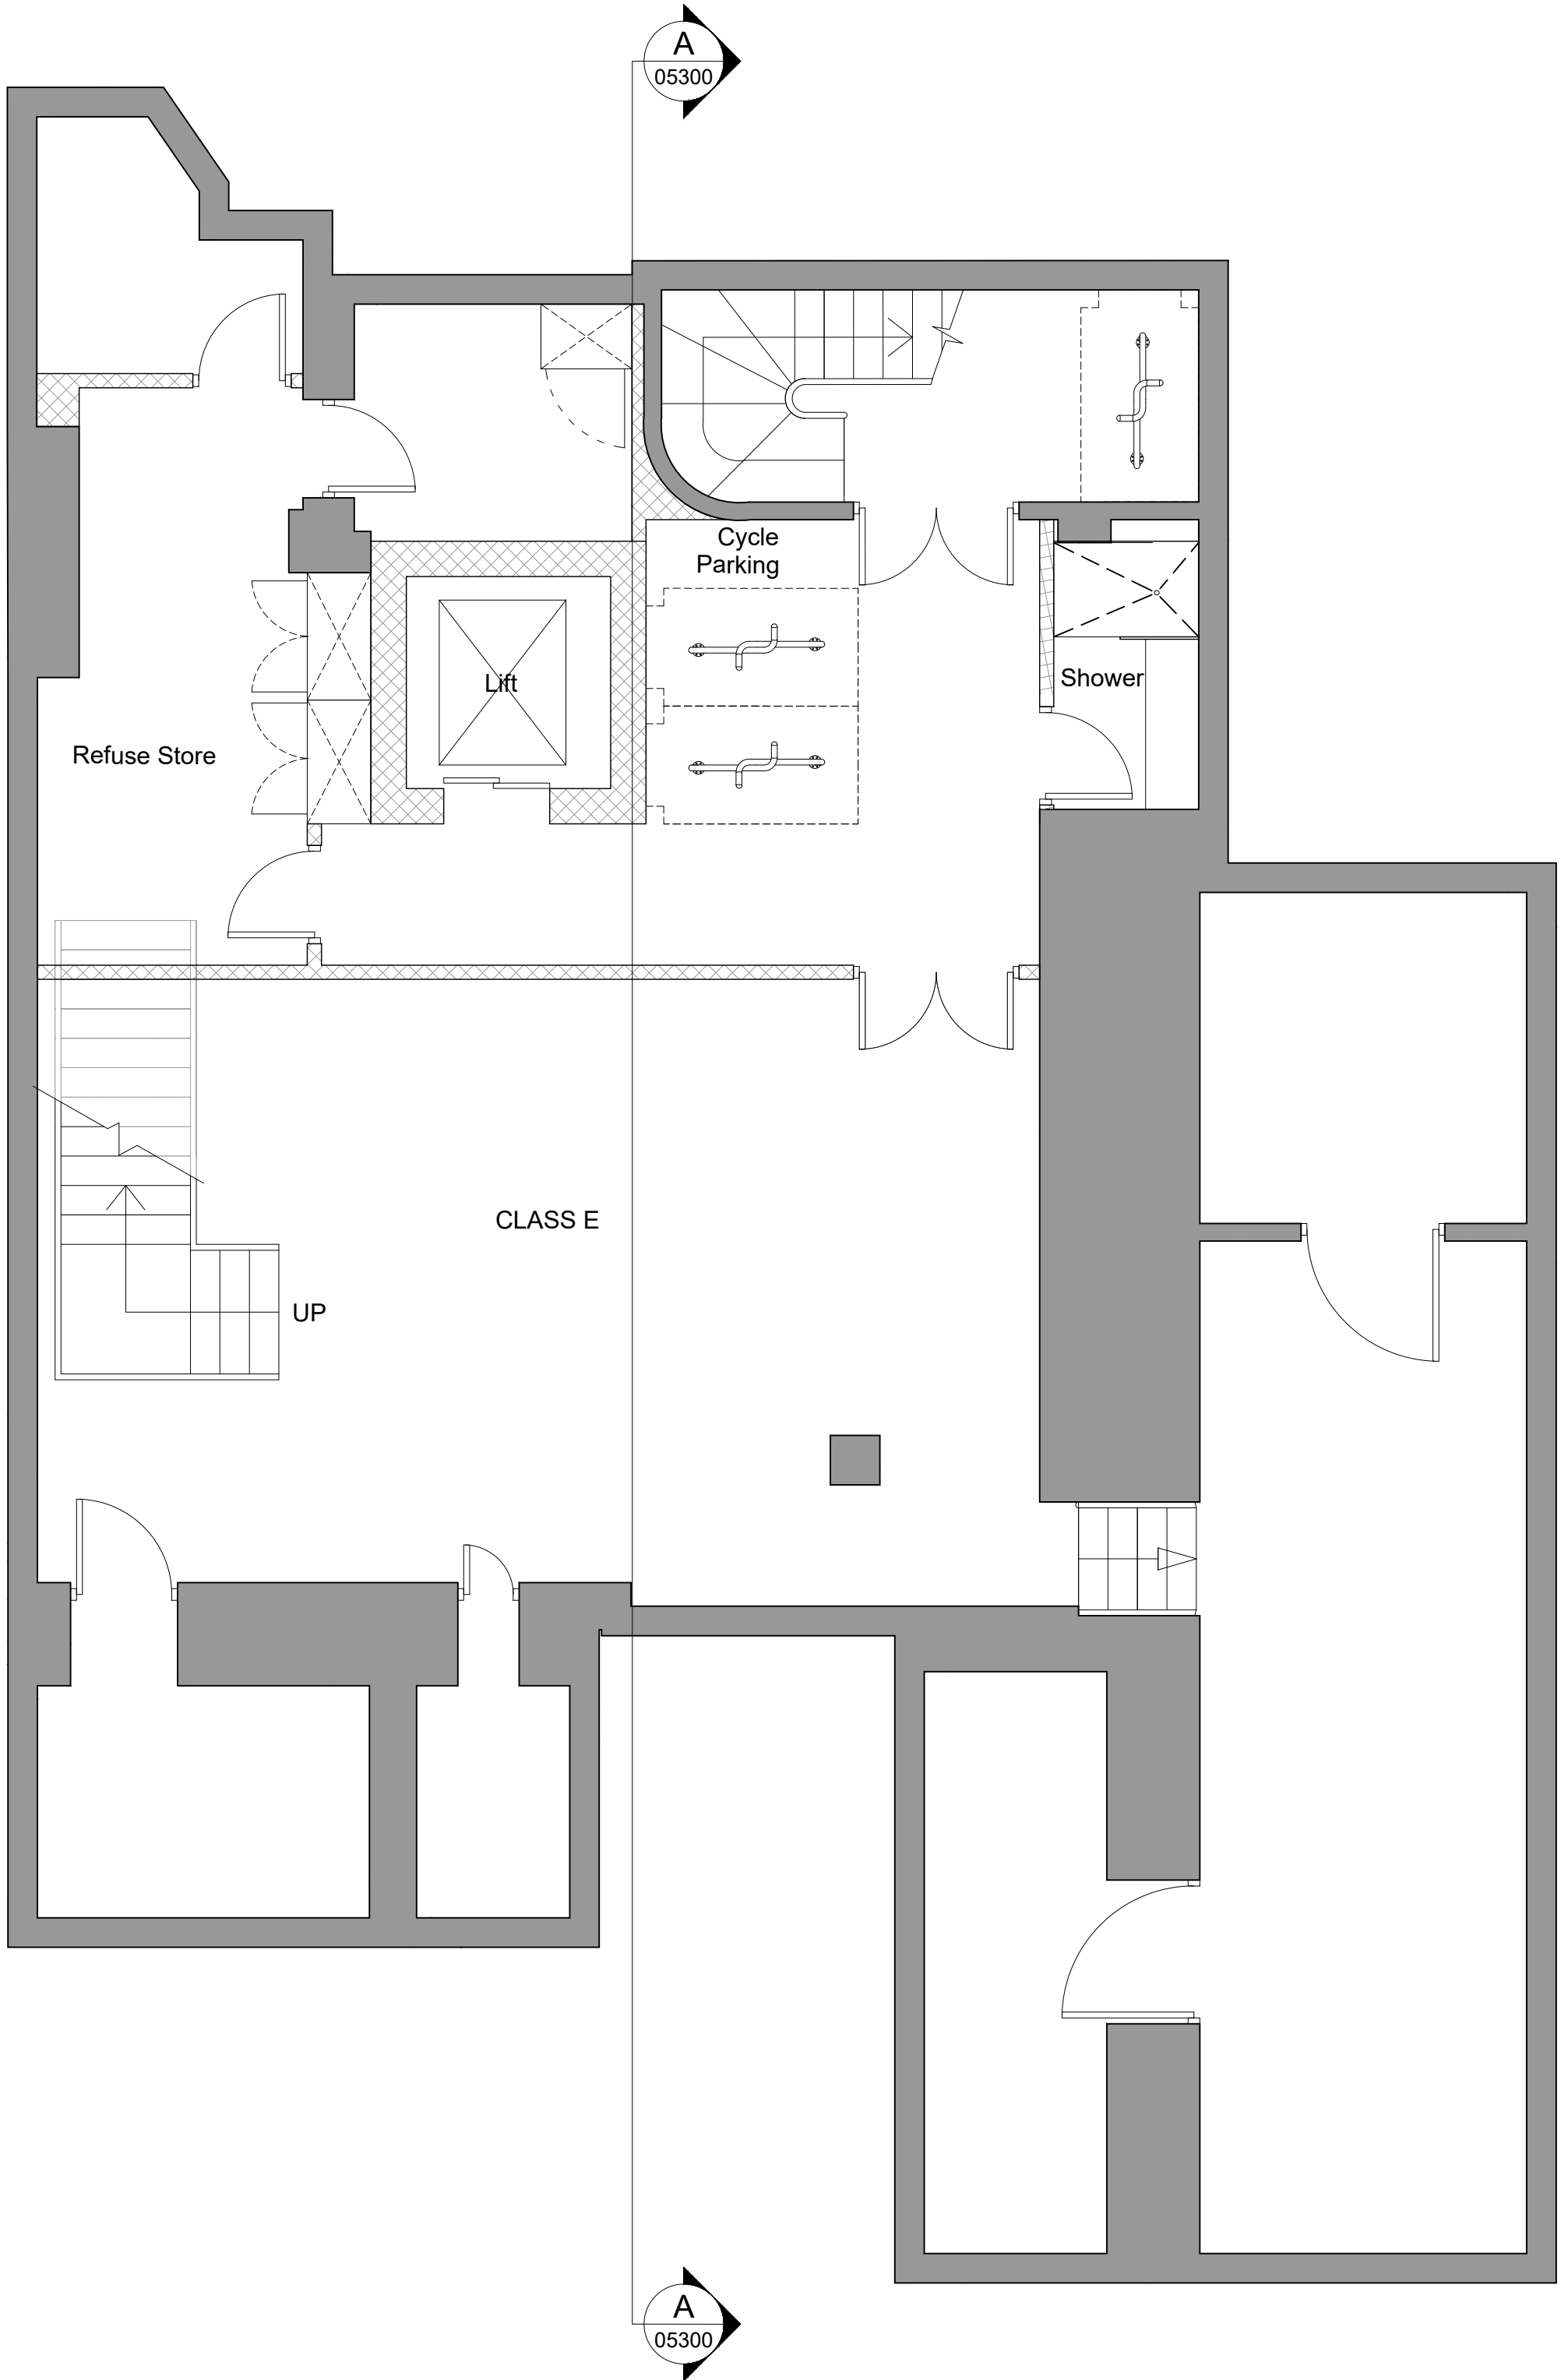 A
05300
Cycle
Parking
Lift
Shower
Refuse Store
CLASS E
UP
A
05300